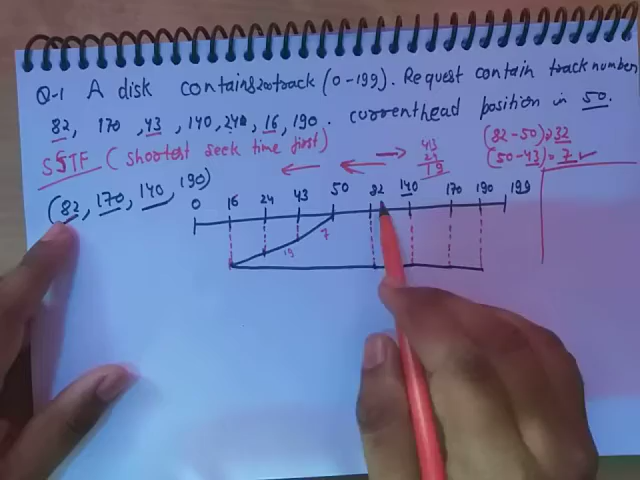 Q-1 A disk contains 200 track (0-199). Request contain track number
82, 170, 43, 140, 24, 16, 190. current head position in 50.
SSTF (shortest seek time first)
43
24
19
(82-50)=32
(50-43)=7 ✓
(82, 170, 140, 190)
0 16 24 43 50 82 140 170 190 199
19 7